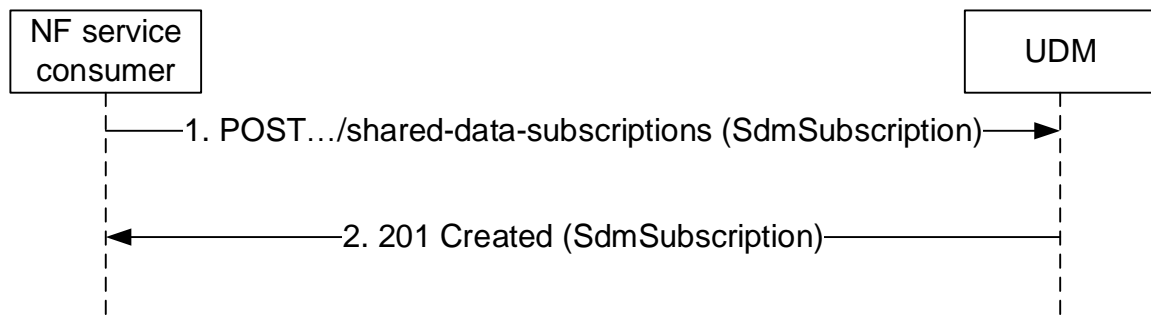 NF service
consumer
UDM
1. POST…/shared-data-subscriptions (SdmSubscription)
2. 201 Created (SdmSubscription)